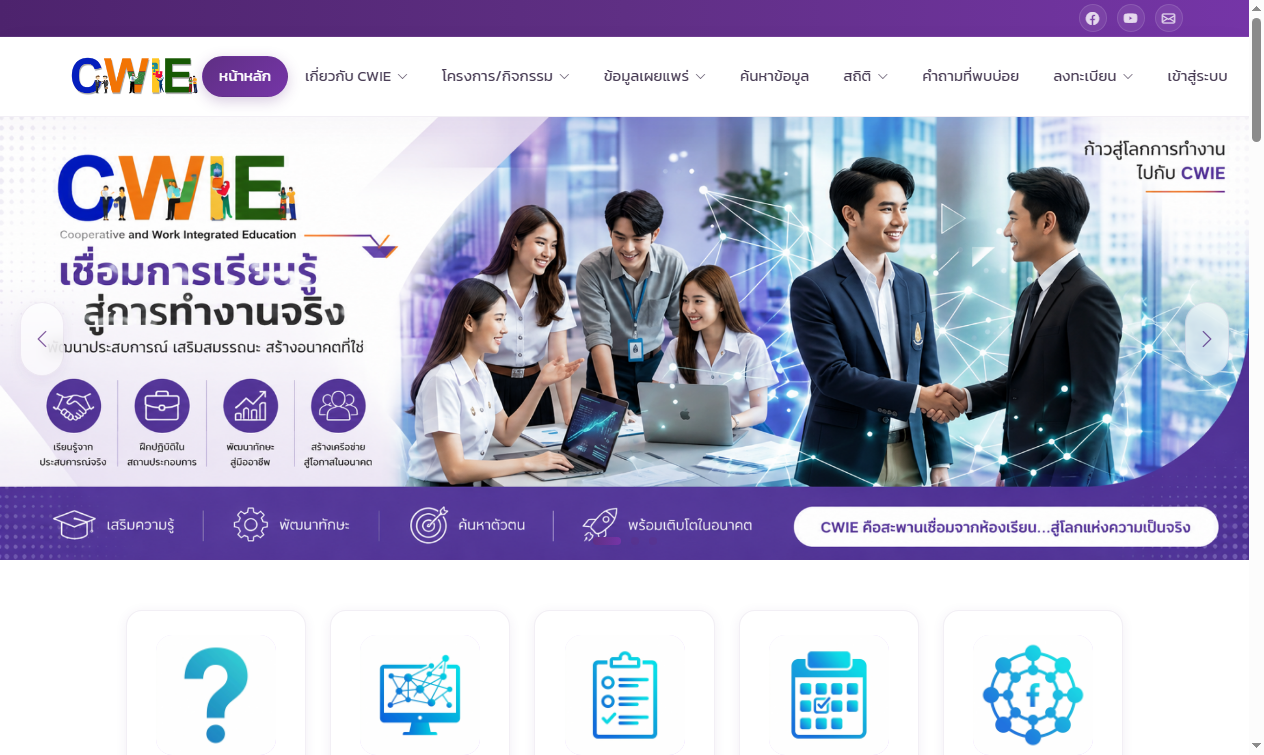 CWIE
หน้าหลัก
เกี่ยวกับ CWIE
โครงการ/กิจกรรม
ข้อมูลเผยแพร่
ค้นหาข้อมูล
สถิติ
คำถามที่พบบ่อย
ลงทะเบียน
เข้าสู่ระบบ
ก้าวสู่โลกการทำงาน
ไปกับ CWIE
CWIE
Cooperative and Work Integrated Education
เชื่อมการเรียนรู้
สู่การทำงานจริง
พัฒนาประสบการณ์ เสริมสมรรถนะ สร้างอนาคตที่ใช่
เรียนรู้จาก
ประสบการณ์จริง
ฝึกปฏิบัติใน
สถานประกอบการ
พัฒนาทักษะ
สู่มืออาชีพ
สร้างเครือข่าย
สู่โอกาสในอนาคต
เสริมความรู้
พัฒนาทักษะ
ค้นหาตัวตน
พร้อมเติบโตในอนาคต
CWIE คือสะพานเชื่อมจากห้องเรียน...สู่โลกแห่งความเป็นจริง